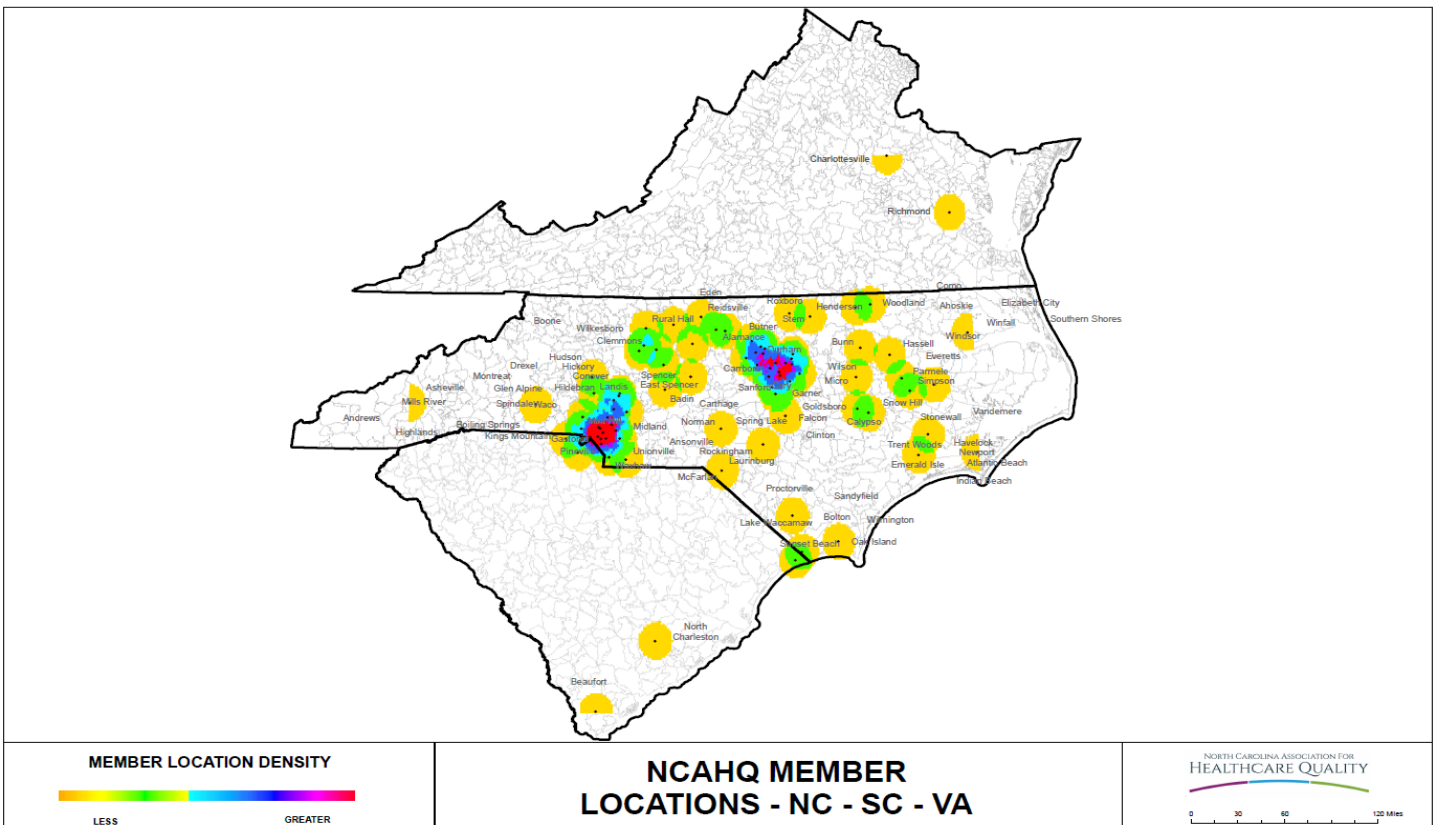 Charlottesville
Richmond
Como
Eden
Roxboro
Henderson
Woodland
Ahoskie
Elizabeth City
Boone
Wilkesboro
Rural Hall
Reidsville
Stem
Winfall
Southern Shores
Butner
Windsor
Clemmons
Alamance
Durham
Bunn
Hassell
Everetts
Hudson
Hickory
Drexel
Conover
Spencer
Carrboro
Wilson
Parmele
Montreat
Asheville
Glen Alpine
Hildebran
Landis
East Spencer
Sanford
Micro
Simpson
Mills River
Spindale
Waco
Badin
Carthage
Garner
Goldsboro
Snow Hill
Andrews
Highlands
Boiling Springs
Kings Mountain
Midland
Norman
Spring Lake
Falcon
Calypso
Stonewall
Vandemere
Ansonville
Clinton
Trent Woods
Havelock
Unionville
Rockingham
Laurinburg
Newport
Emerald Isle
Atlantic Beach
McFarlan
Indian Beach
Proctorville
Sandyfield
Lake Waccamaw
Bolton
Wilmington
Sunset Beach
Oak Island
North
Charleston
Beaufort
MEMBER LOCATION DENSITY
LESS
GREATER
NCAHQ MEMBER
LOCATIONS - NC - SC - VA
NORTH CAROLINA ASSOCIATION FOR
HEALTHCARE QUALITY
0 30 60 120 Miles